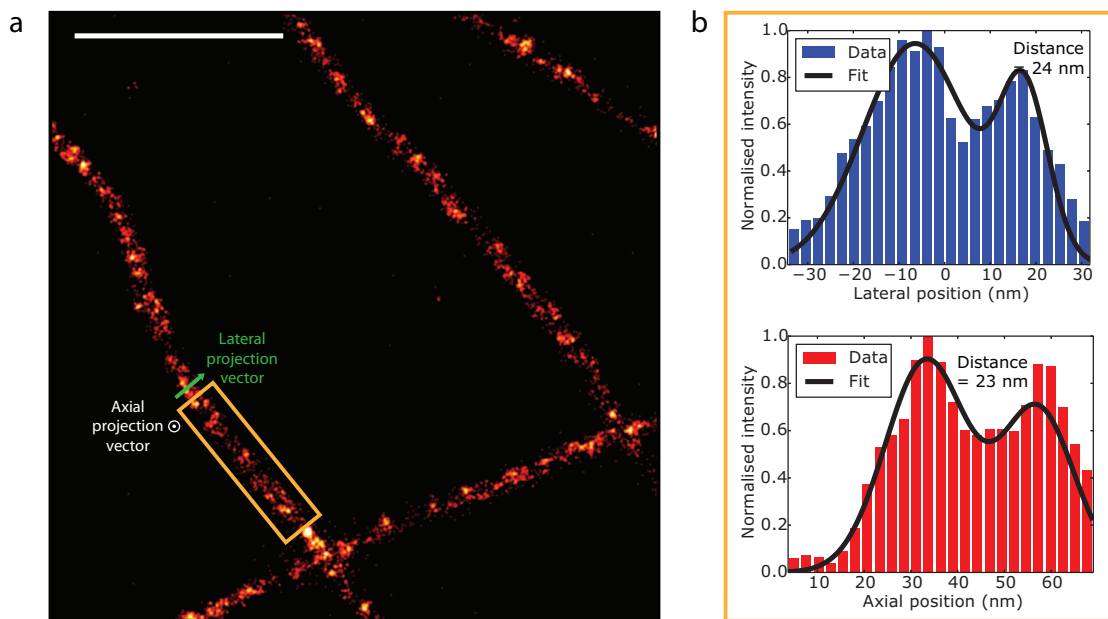 a
Lateral
projection
vector
Axial
projection
vector
b
Normalised intensity
1.0
0.8
0.6
0.4
0.2
0.0
Data
Fit
Distance
= 24 nm
−30 −20 −10 0 10 20 30
Lateral position (nm)
Normalised intensity
1.0
0.8
0.6
0.4
0.2
0.0
Data
Fit
Distance
= 23 nm
10 20 30 40 50 60
Axial position (nm)